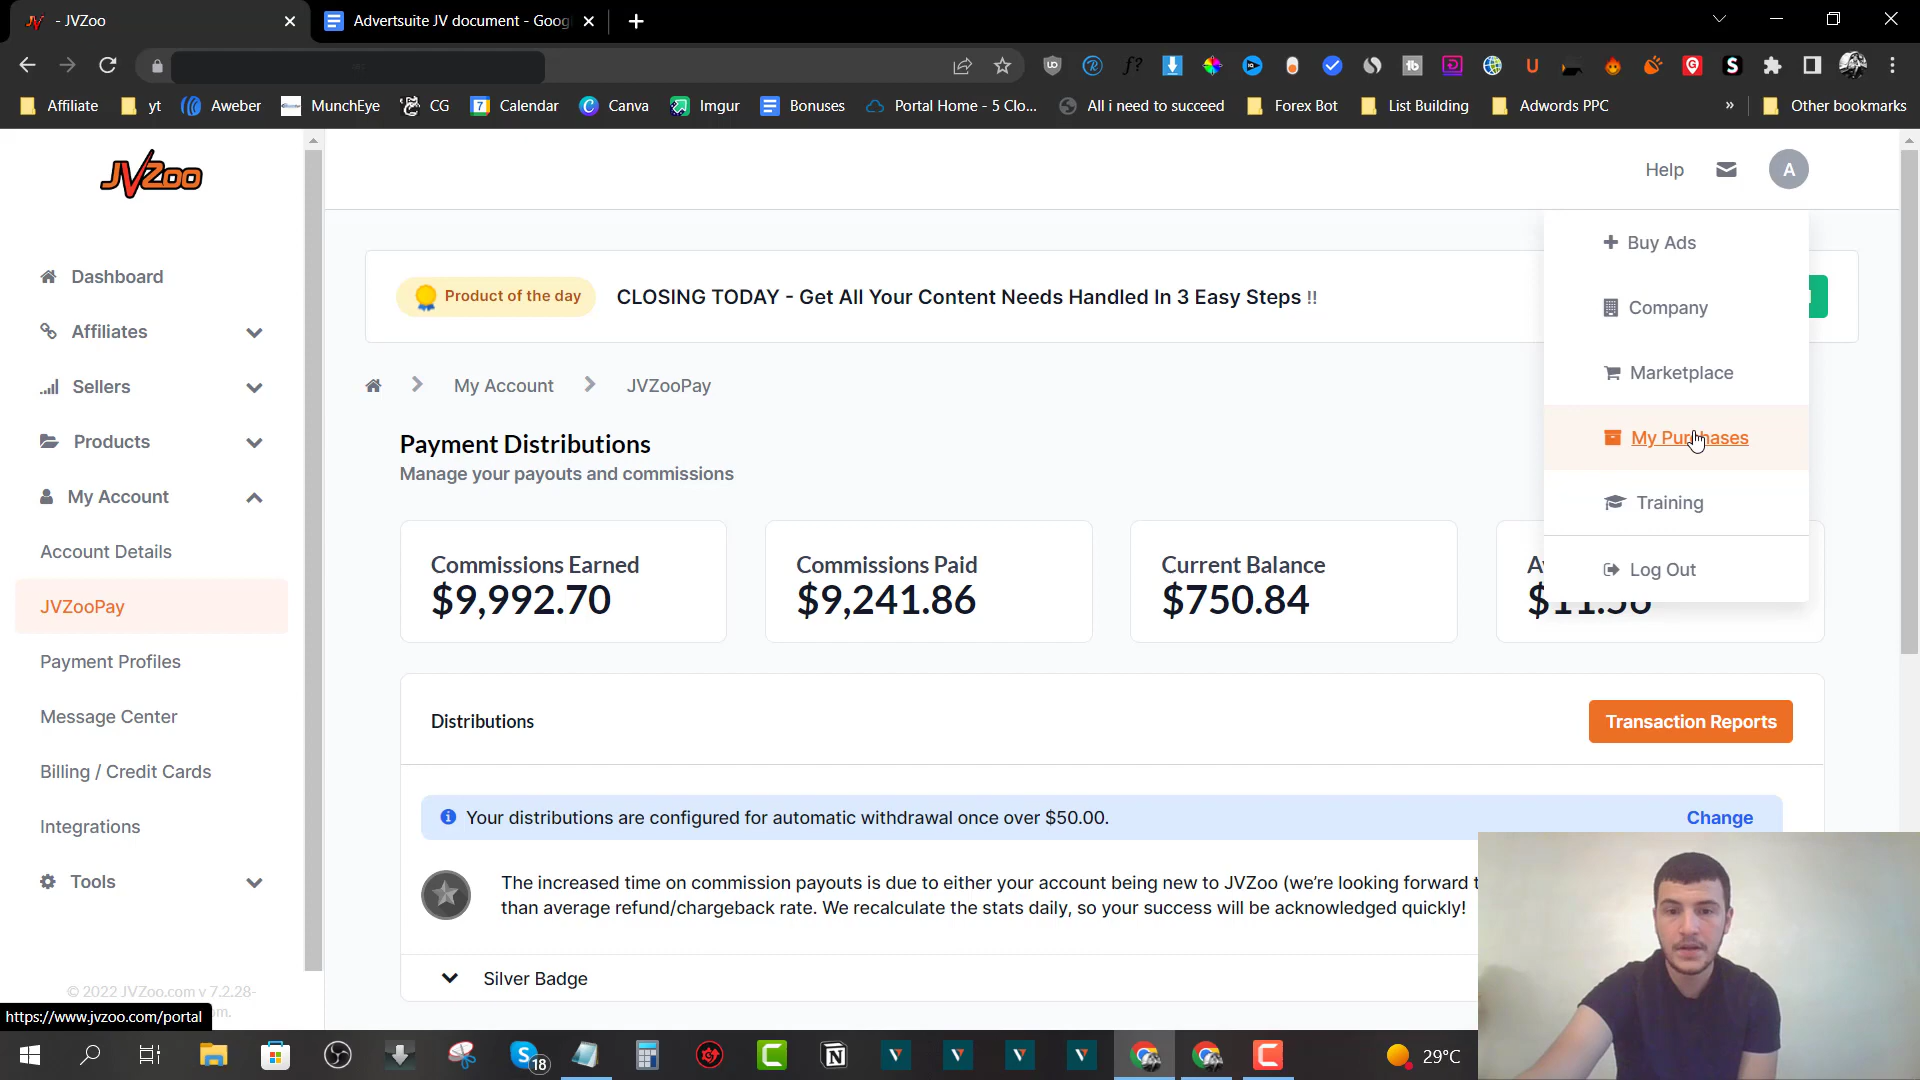 - JVZoo
Advertsuite JV document - Goog
Affiliate
yt
Aweber
MunchEye
CG
Calendar
Canva
Imgur
Bonuses
Portal Home - 5 Clo...
All i need to succeed
Forex Bot
List Building
Adwords PPC
»
Other bookmarks
JVZoo
Help
A
Dashboard
Affiliates
Sellers
Products
My Account
Account Details
JVZooPay
Payment Profiles
Message Center
Billing / Credit Cards
Integrations
Tools
© 2022 JVZoo.com v 7.2.28-
https://www.jvzoo.com/portal
Product of the day
CLOSING TODAY - Get All Your Content Needs Handled In 3 Easy Steps !!
My Account
JVZooPay
Payment Distributions
Manage your payouts and commissions
Commissions Earned
$9,992.70
Commissions Paid
$9,241.86
Current Balance
$750.84
Buy Ads
Company
Marketplace
My Purchases
Training
Log Out
Distributions
Transaction Reports
Your distributions are configured for automatic withdrawal once over $50.00.
Change
The increased time on commission payouts is due to either your account being new to JVZoo (we're looking forward t
than average refund/chargeback rate. We recalculate the stats daily, so your success will be acknowledged quickly!
Silver Badge
18
29°C